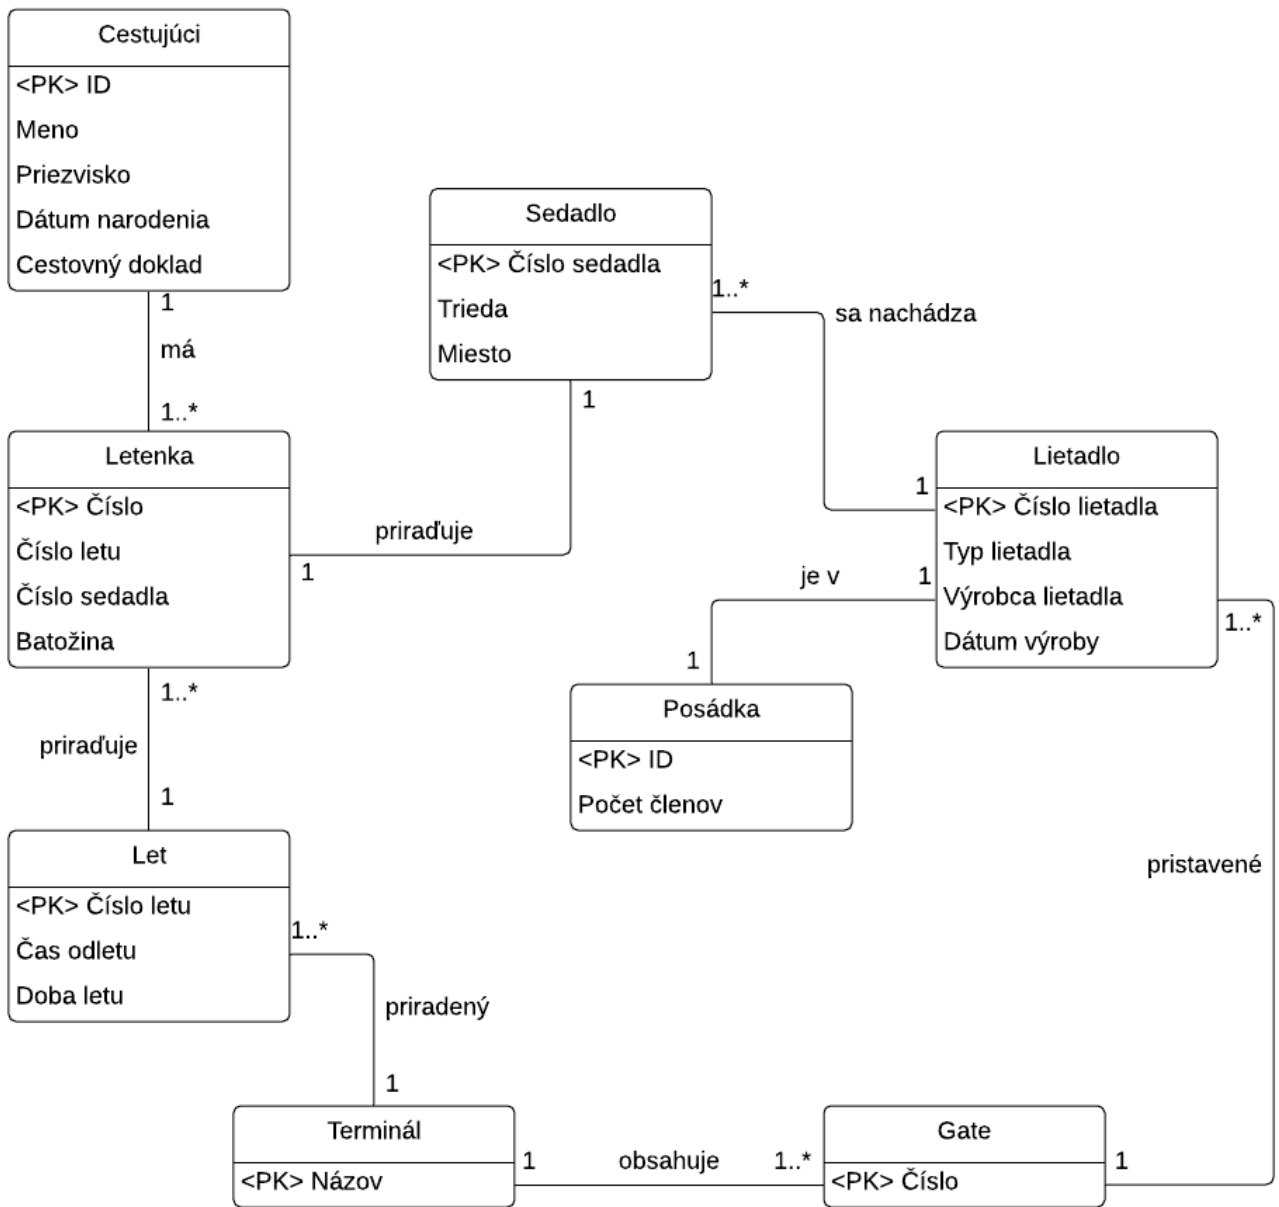 Cestujúci
<PK> ID
Meno
Priezvisko
Dátum narodenia
Cestovný doklad
1
má
1..*
Letenka
<PK> Číslo
Číslo letu
Číslo sedadla
Batožina
1
priraďuje
1
Sedadlo
<PK> Číslo sedadla
Trieda
Miesto
1..*
sa nachádza
1
Lietadlo
<PK> Číslo lietadla
Typ lietadla
Výrobca lietadla
Dátum výroby
1
je v
1
Posádka
<PK> ID
Počet členov
1..*
priraďuje
1
Let
<PK> Číslo letu
Čas odletu
Doba letu
1..*
priradený
1
Terminál
<PK> Názov
1
obsahuje
1..*
Gate
<PK> Číslo
1
pristavené
1..*